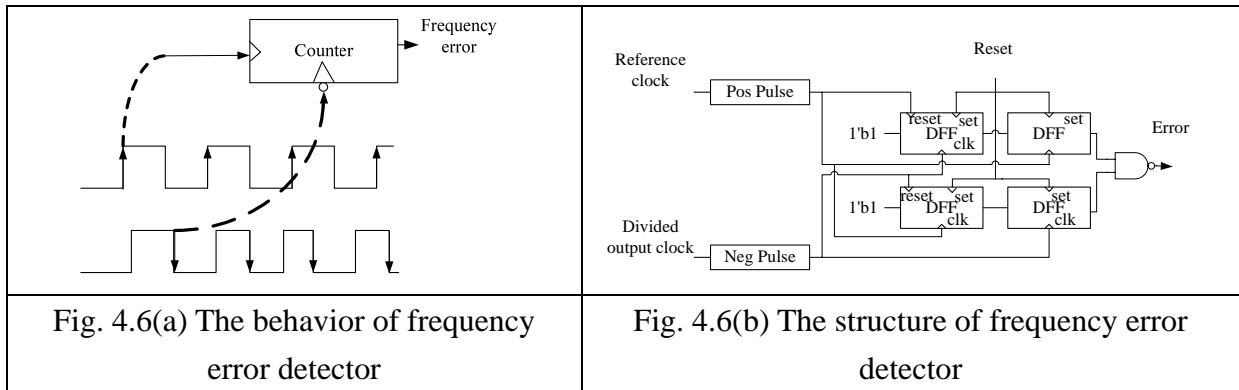 Frequency
error
Counter
Fig. 4.6(a) The behavior of frequency
error detector
Reset
Reference
clock
Pos Pulse
reset set
1'b1 DFF
clk
set
DFF
Error
reset set
1'b1 DFF
clk
set
DFF
clk
Divided
output clock
Neg Pulse
Fig. 4.6(b) The structure of frequency error
detector